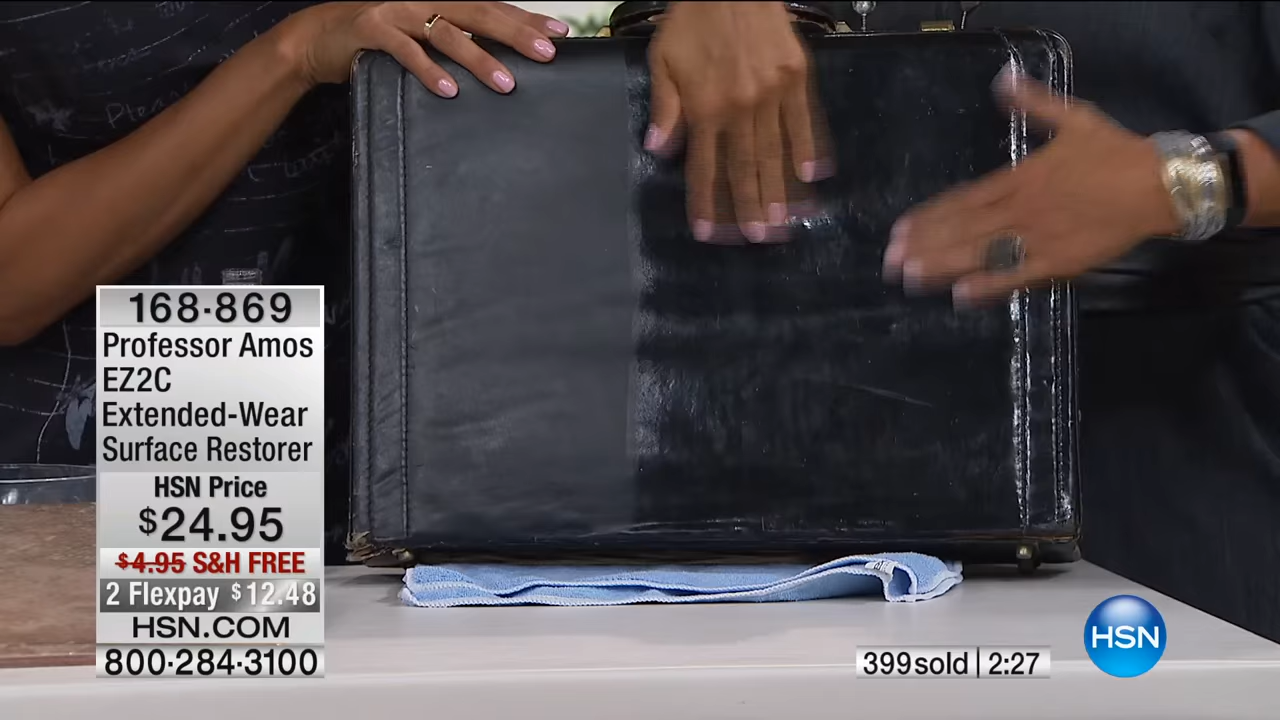 168·869
Professor Amos
EZ2C
Extended-Wear
Surface Restorer
HSN Price
$24.95
$4.95 S&H FREE
2 Flexpay $12.48
HSN.COM
800·284·3100
399sold | 2:27
HSN